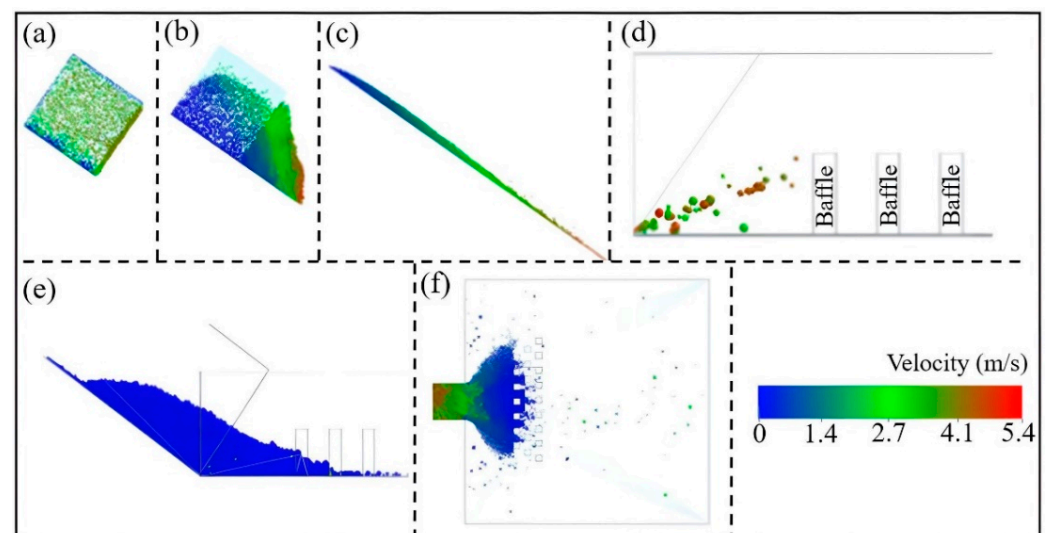 (a)
(b)
(c)
(d)
Baffle
Baffle
Baffle
(e)
(f)
Velocity (m/s)
0 1.4 2.7 4.1 5.4